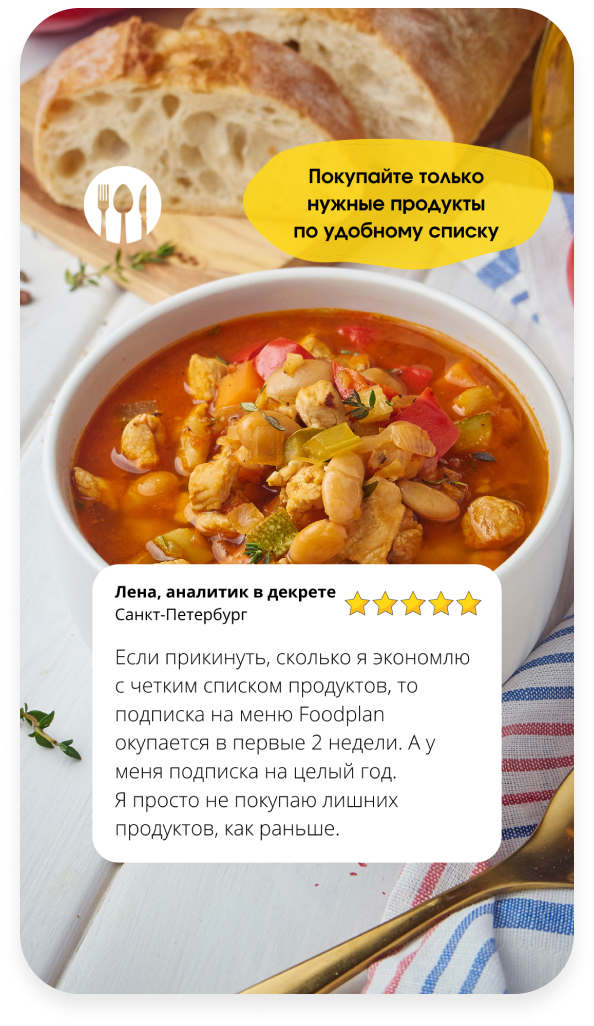 Покупайте только
нужные продукты
по удобному списку
Лена, аналитик в декрете
Санкт-Петербург
Если прикинуть, сколько я экономлю
с четким списком продуктов, то
подписка на меню Foodplan
окупается в первые 2 недели. А у
меня подписка на целый год.
Я просто не покупаю лишних
продуктов, как раньше.